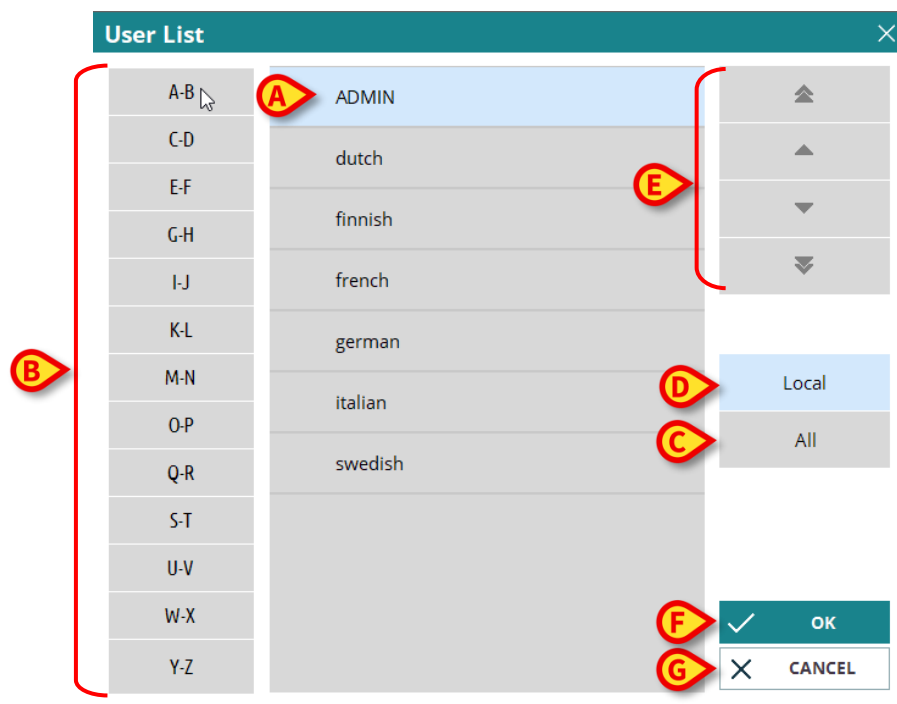 User List
A-B
C-D
E-F
G-H
I-J
K-L
M-N
O-P
Q-R
S-T
U-V
W-X
Y-Z
B
A
ADMIN
dutch
finnish
french
german
italian
swedish
E
D
Local
C
All
F
OK
G
CANCEL